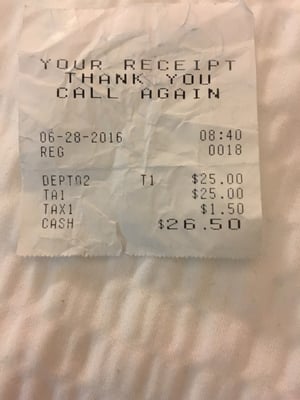 YOUR RECEIPT
THANK YOU
CALL AGAIN
06-28-2016 08:40
REG 0018
DEPT02 T1 $25.00
TA1 $25.00
TAX1 $1.50
CASH $26.50